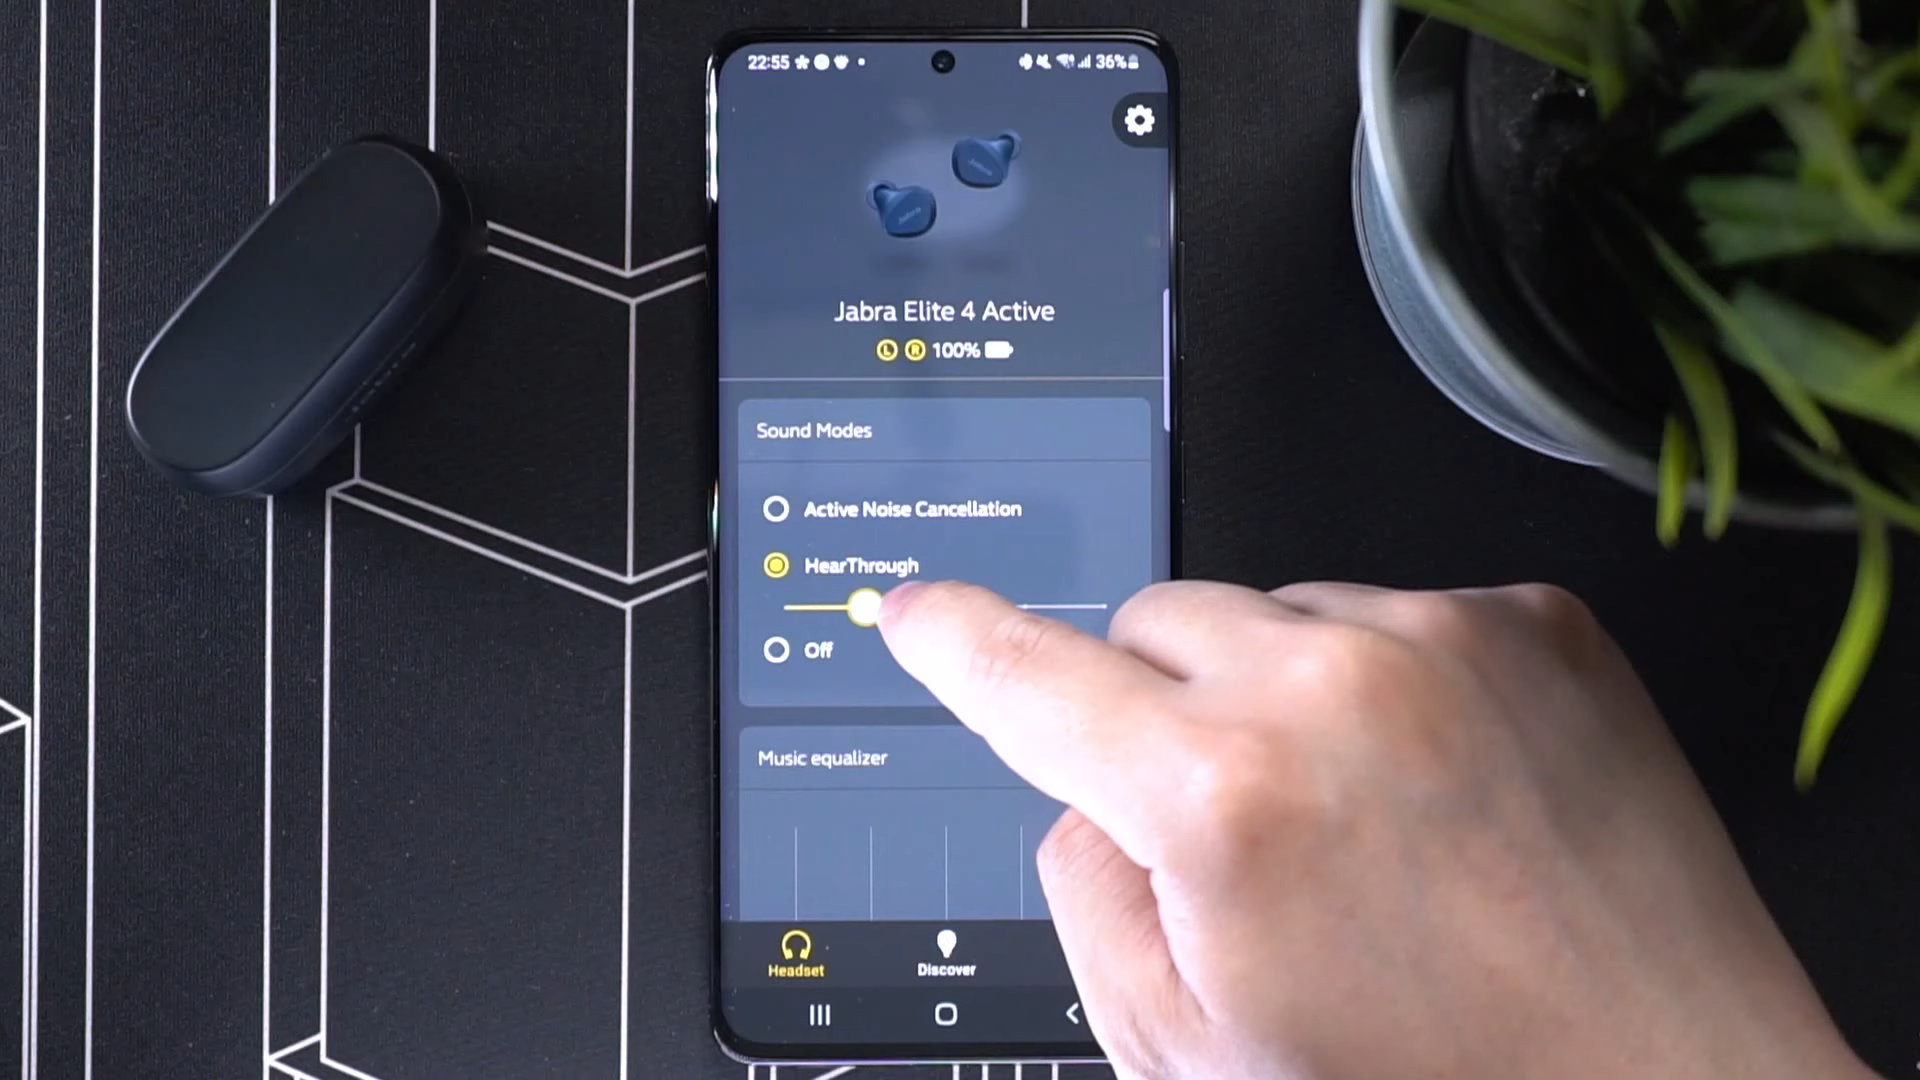 22:55
36%
Jabra Elite 4 Active
L R 100%
Sound Modes
Active Noise Cancellation
HearThrough
Off
Music equalizer
Headset
Discover